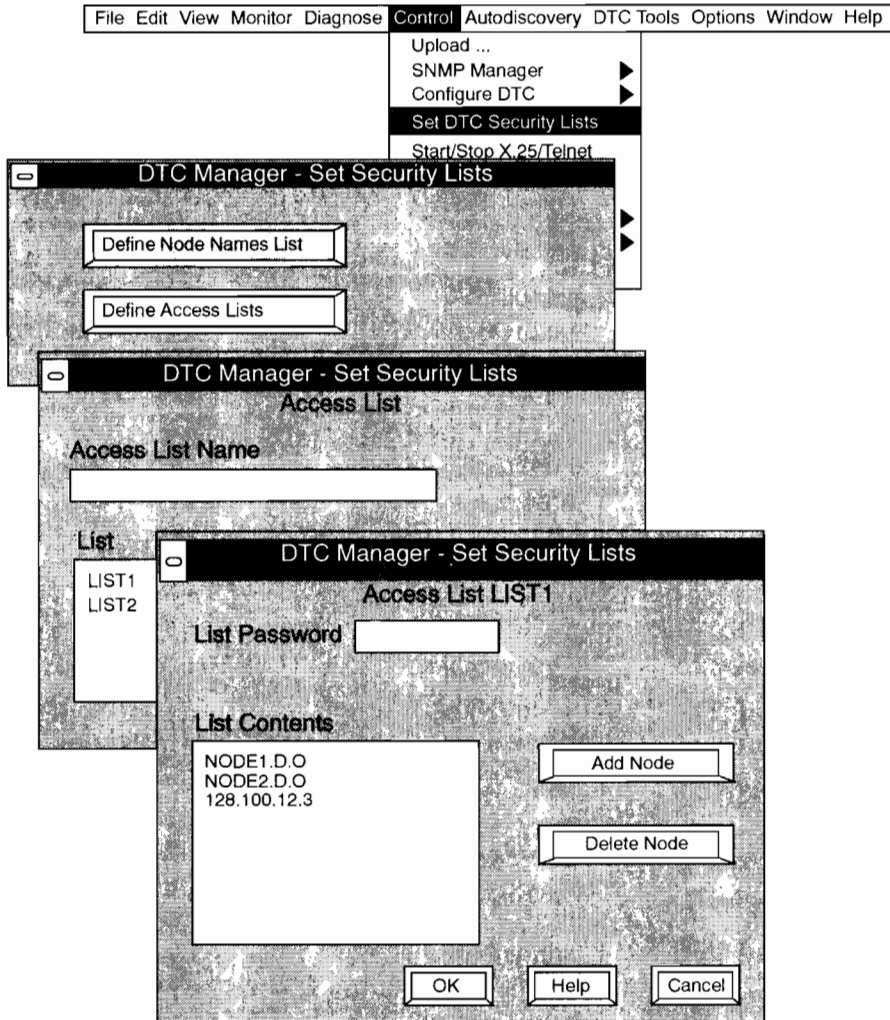 File Edit View Monitor Diagnose Control Autodiscovery DTC Tools Options Window Help
Upload ...
SNMP Manager
Configure DTC
Set DTC Security Lists
Start/Stop X.25/Telnet
DTC Manager - Set Security Lists
Define Node Names List
Define Access Lists
DTC Manager - Set Security Lists
Access List
Access List Name
List
LIST1
LIST2
DTC Manager - Set Security Lists
Access List LIST1
List Password
List Contents
NODE1.D.O
NODE2.D.O
128.100.12.3
Add Node
Delete Node
OK Help Cancel